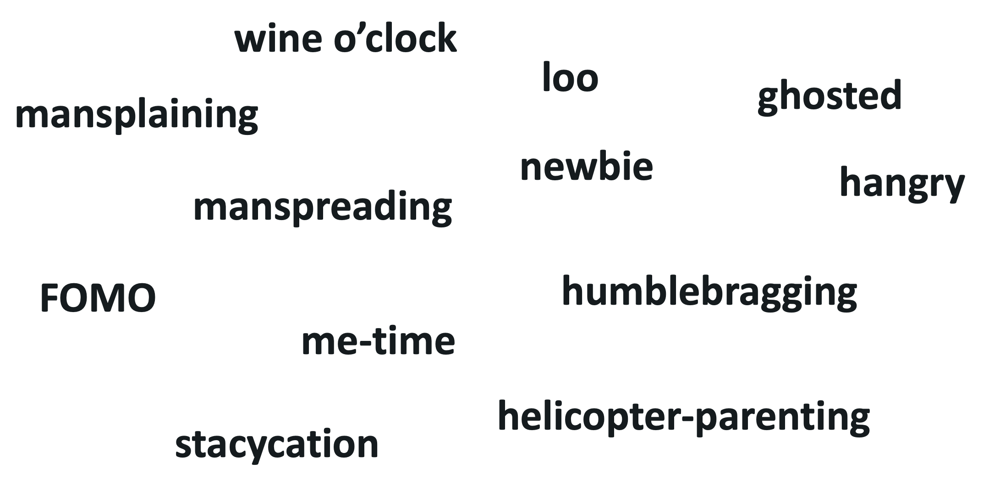 wine o’clock
loo
ghosted
mansplaining
newbie
hangry
manspreading
FOMO
humblebragging
me-time
helicopter-parenting
stacycation